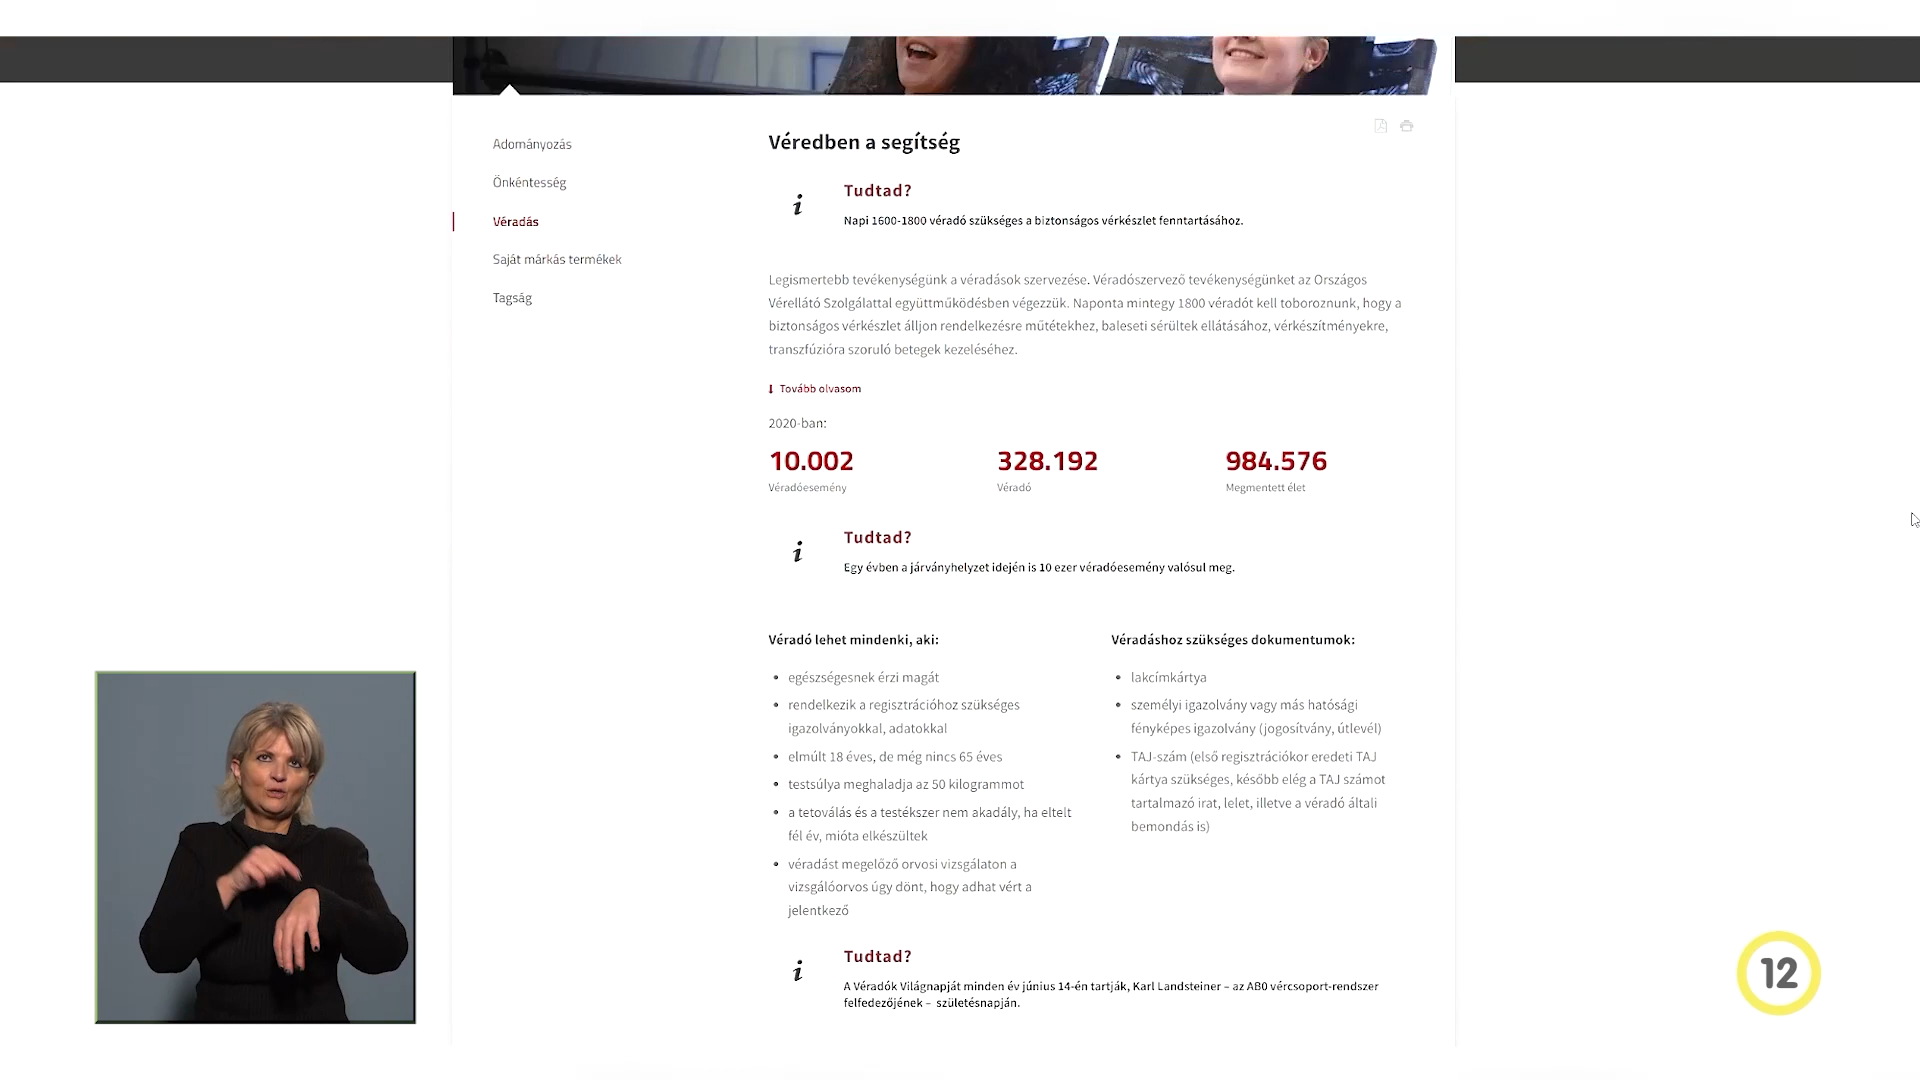 Adományozás
Önkéntesség
Véradás
Saját márkás termékek
Tagság
Véredben a segítség
i
Tudtad?
Napi 1600-1800 véradó szükséges a biztonságos vérkészlet fenntartásához.
Legismertebb tevékenységünk a véradások szervezése. Véradószervező tevékenységünket az Országos
Vérellátó Szolgálattal együttműködésben végezzük. Naponta mintegy 1800 véradót kell toboroznunk, hogy a
biztonságos vérkészlet álljon rendelkezésre műtétekhez, baleseti sérültek ellátásához, vérkészítményekre,
transzfúzióra szoruló betegek kezeléséhez.
Tovább olvasom
2020-ban:
10.002
Véradóesemény
328.192
Véradó
984.576
Megmentett élet
i
Tudtad?
Egy évben a járványhelyzet idején is 10 ezer véradóesemény valósul meg.
Véradó lehet mindenki, aki:
• egészségesnek érzi magát
• rendelkezik a regisztrációhoz szükséges
igazolványokkal, adatokkal
• elmúlt 18 éves, de még nincs 65 éves
• testsúlya meghaladja az 50 kilogrammot
• a tetoválás és a testékszer nem akadály, ha eltelt
fél év, mióta elkészültek
• véradást megelőző orvosi vizsgálaton a
vizsgálóorvos úgy dönt, hogy adhat vért a
jelentkező
Véradáshoz szükséges dokumentumok:
• lakcímkártya
• személyi igazolvány vagy más hatósági
fényképes igazolvány (jogosítvány, útlevél)
• TAJ-szám (első regisztrációkor eredeti TAJ
kártya szükséges, később elég a TAJ számot
tartalmazó irat, lelet, illetve a véradó általi
bemondás is)
i
Tudtad?
A Véradók Világnapját minden év június 14-én tartják, Karl Landsteiner – az AB0 vércsoport-rendszer
felfedezőjének – születésnapján.
12